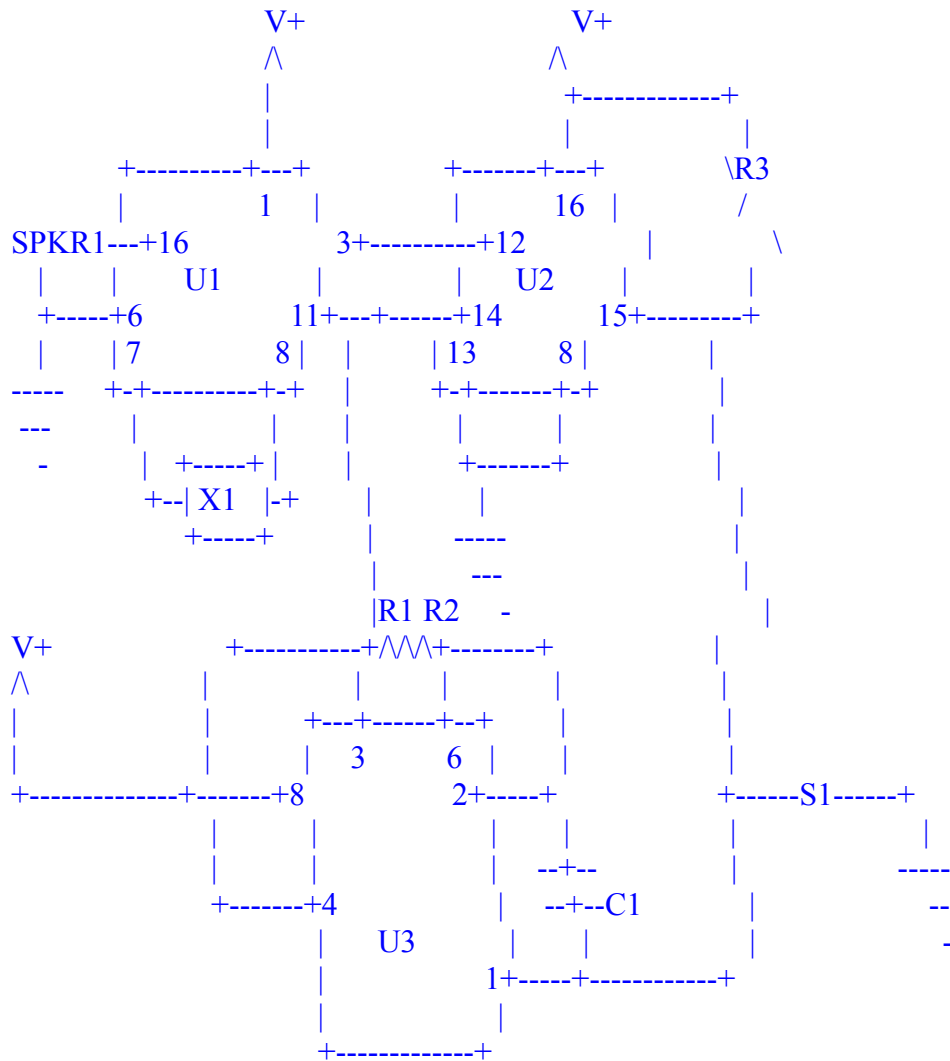 V+ V+
/\ /\
| +-------------+
| | |
+----------+---+ +-------+---+ \R3
| 1 | | 16 | /
SPKR1---+16 3+----------+12 | \
| | U1 | | U2 | |
+-----+6 11+---+------+14 15+---------+
| |7 8 | | |13 8 | |
----- +-+----------+-+ | +-+-------+-+ |
--- | | | | | |
- | +-----+ | | +-------+ |
+--| X1 |-+ | | |
+-----+ | ----- |
| --- |
|R1 R2 - |
V+ +-----------+/\/\/\+--------+ |
/\ | | | | |
| | +---+------+--+ | |
| | | 3 6 | | |
+--------------+-------+8 2+-----+ +------S1------+
| | | | | |
| | | --+-- | -----
+-------+4 | --+--C1 | ---
| U3 | | | -
| 1+-----+------------+
| |
+-------------+